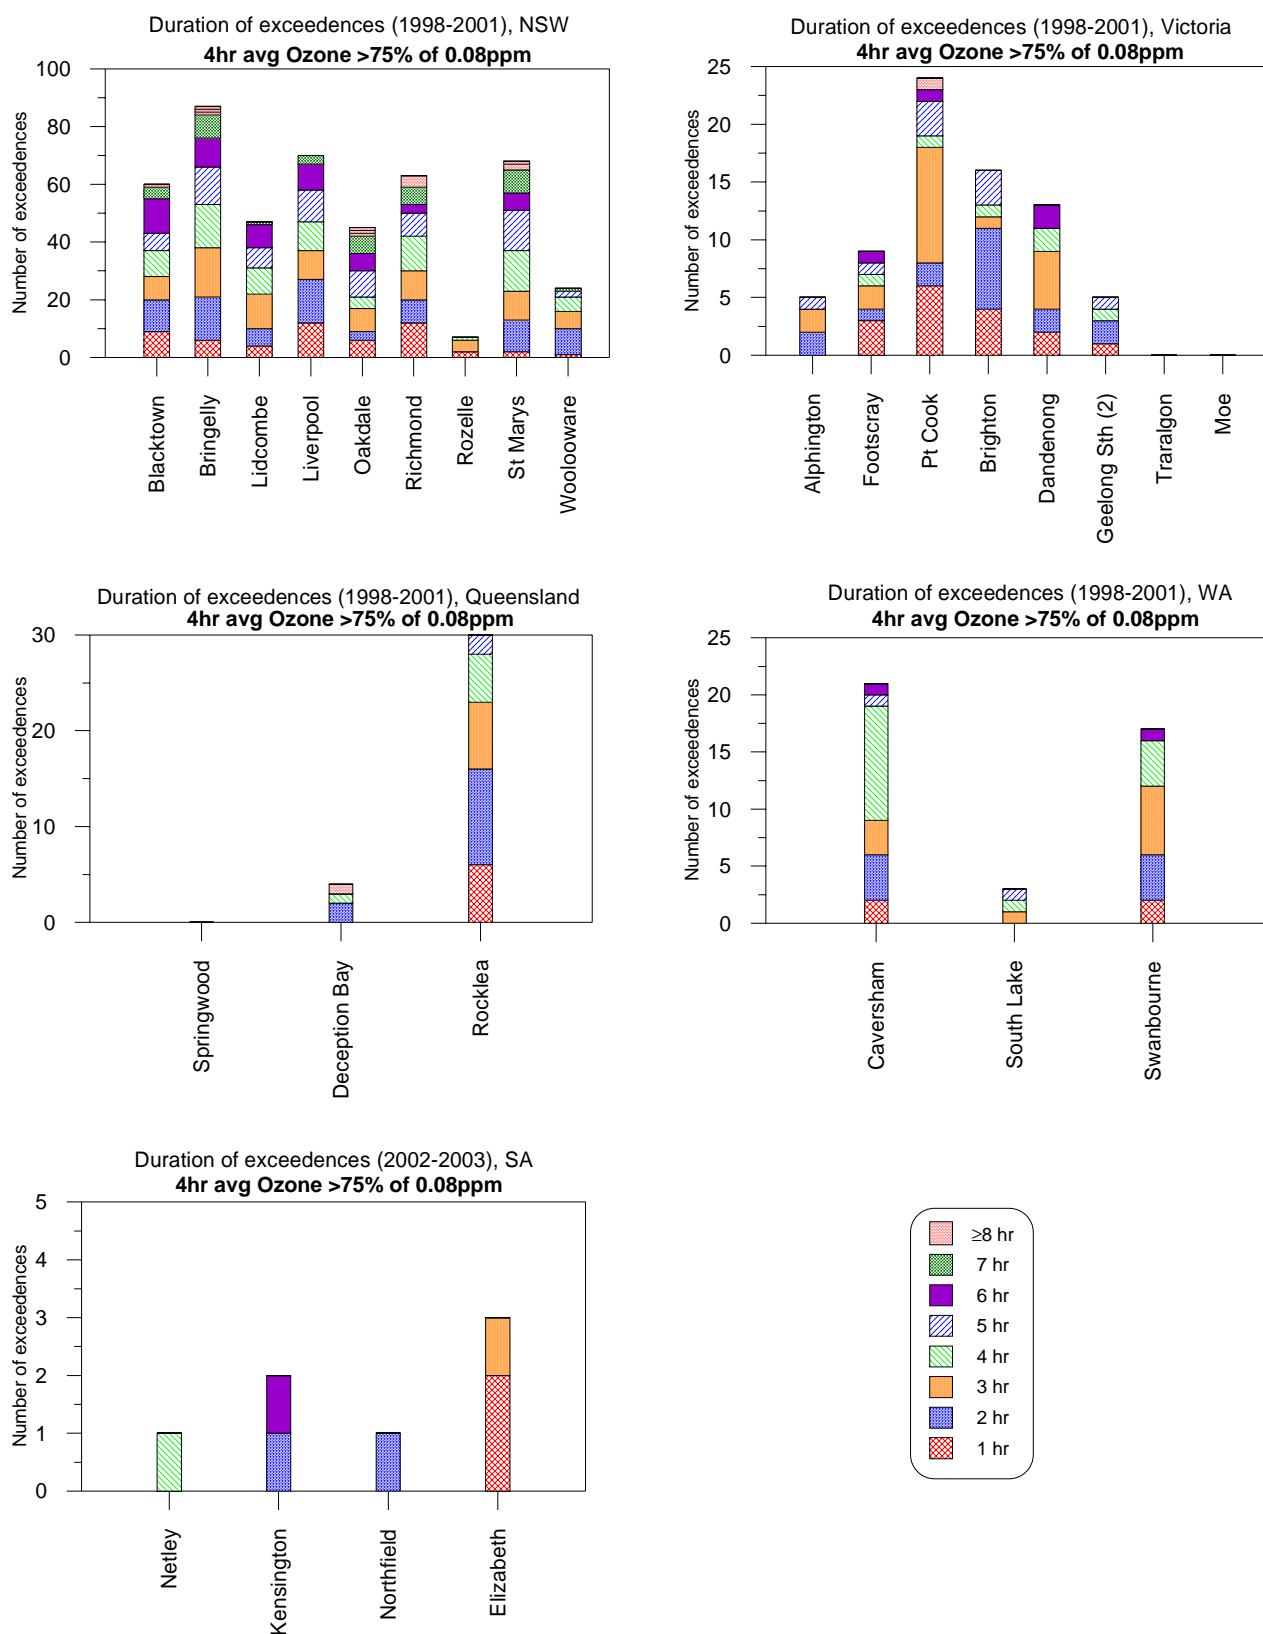 Duration of exceedences (1998-2001), NSW
4hr avg Ozone >75% of 0.08ppm
100
80
60
40
20
0
Number of exceedences
Blacktown
Bringelly
Lidcombe
Liverpool
Oakdale
Richmond
Rozelle
St Marys
Woolooware
Duration of exceedences (1998-2001), Victoria
4hr avg Ozone >75% of 0.08ppm
25
20
15
10
5
0
Number of exceedences
Alphington
Footscray
Pt Cook
Brighton
Dandenong
Geelong Sth (2)
Traralgon
Moe
Duration of exceedences (1998-2001), Queensland
4hr avg Ozone >75% of 0.08ppm
30
20
10
0
Number of exceedences
Springwood
Deception Bay
Rocklea
Duration of exceedences (1998-2001), WA
4hr avg Ozone >75% of 0.08ppm
25
20
15
10
5
0
Number of exceedences
Caversham
South Lake
Swanbourne
Duration of exceedences (2002-2003), SA
4hr avg Ozone >75% of 0.08ppm
5
4
3
2
1
0
Number of exceedences
Netley
Kensington
Northfield
Elizabeth
≥8 hr
7 hr
6 hr
5 hr
4 hr
3 hr
2 hr
1 hr